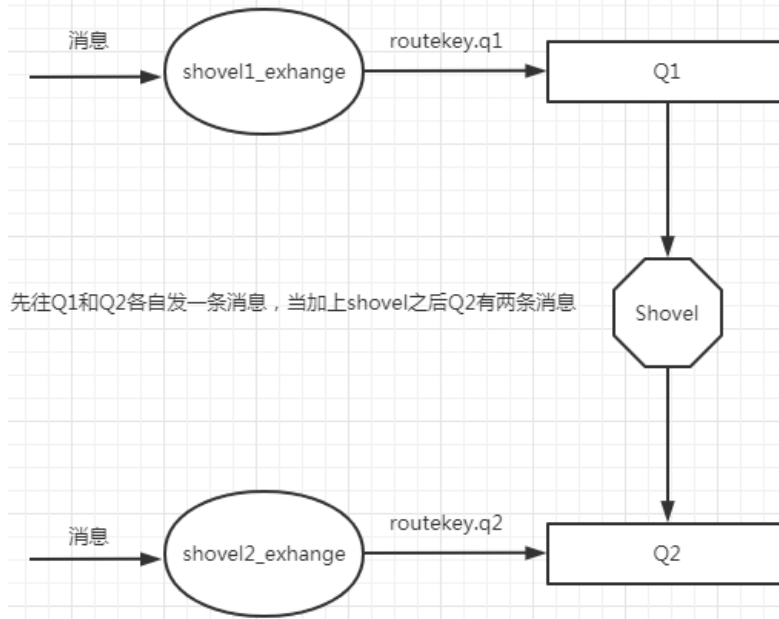 消息
routekey.q1
shovel1_exhange
Q1
先往Q1和Q2各自发一条消息，当加上shovel之后Q2有两条消息
Shovel
消息
routekey.q2
shovel2_exhange
Q2